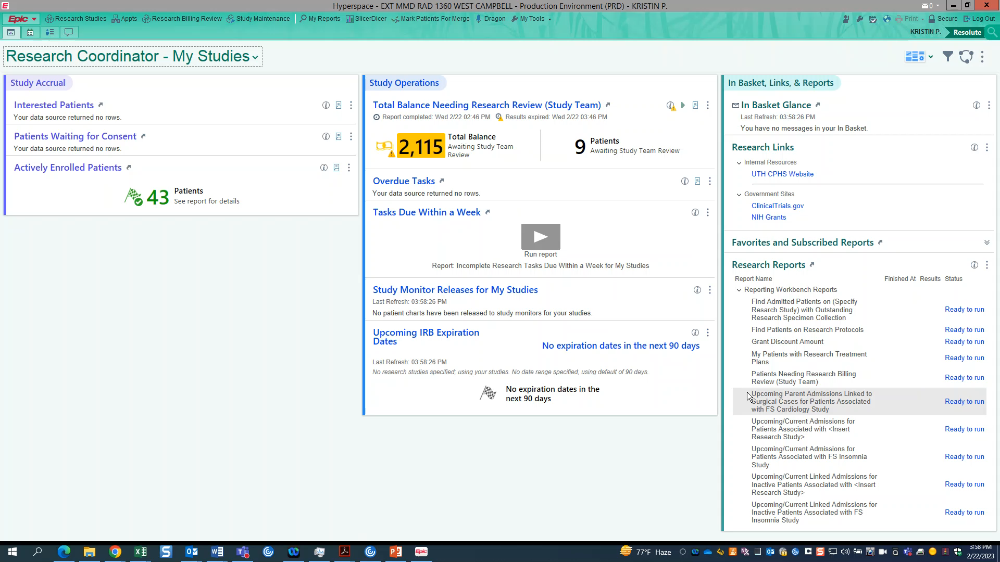 Hyperspace - EXT MMD RAD 1360 WEST CAMPBELL - Production Environment (PRD) - KRISTIN P.
0
Epic
Research Studies
Appts
Research Billing Review
Study Maintenance
My Reports
SlicerDicer
Mark Patients For Merge
Dragon
My Tools
Print
Secure
Log Out
KRISTIN P.
Resolute
Research Coordinator - My Studies
Study Accrual
Interested Patients
Your data source returned no rows.
Patients Waiting for Consent
Your data source returned no rows.
Actively Enrolled Patients
43
Patients
See report for details
Study Operations
Total Balance Needing Research Review (Study Team)
Report completed: Wed 2/22 02:46 PM
Results expired: Wed 2/22 03:46 PM
2,115
Total Balance
Awaiting Study Team
Review
9
Patients
Awaiting Study Team Review
Overdue Tasks
Your data source returned no rows.
Tasks Due Within a Week
Run report
Report: Incomplete Research Tasks Due Within a Week for My Studies
Study Monitor Releases for My Studies
Last Refresh: 03:58:26 PM
No patient charts have been released to study monitors for your studies.
Upcoming IRB Expiration
Dates
No expiration dates in the next 90 days
Last Refresh: 03:58:26 PM
No research studies specified; using your studies. No date range specified; using default of 90 days.
No expiration dates in the
next 90 days
In Basket, Links, & Reports
In Basket Glance
Last Refresh: 03:58:26 PM
You have no messages in your In Basket.
Research Links
Internal Resources
UTH CPHS Website
Government Sites
ClinicalTrials.gov
NIH Grants
Favorites and Subscribed Reports
Research Reports
Report Name Finished At Results Status
Reporting Workbench Reports
Find Admitted Patients on (Specify
Resarch Study) with Outstanding
Research Specimen Collection
Ready to run
Find Patients on Research Protocols
Ready to run
Grant Discount Amount
Ready to run
My Patients with Research Treatment
Plans
Ready to run
Patients Needing Research Billing
Review (Study Team)
Ready to run
Upcoming Parent Admissions Linked to
Surgical Cases for Patients Associated
with FS Cardiology Study
Ready to run
Upcoming/Current Admissions for
Patients Associated with <Insert
Research Study>
Ready to run
Upcoming/Current Admissions for
Patients Associated with FS Insomnia
Study
Ready to run
Upcoming/Current Linked Admissions for
Inactive Patients Associated with <Insert
Research Study>
Ready to run
Upcoming/Current Linked Admissions for
Inactive Patients Associated with FS
Insomnia Study
Ready to run
77°F Haze
3:58 PM
2/22/2023